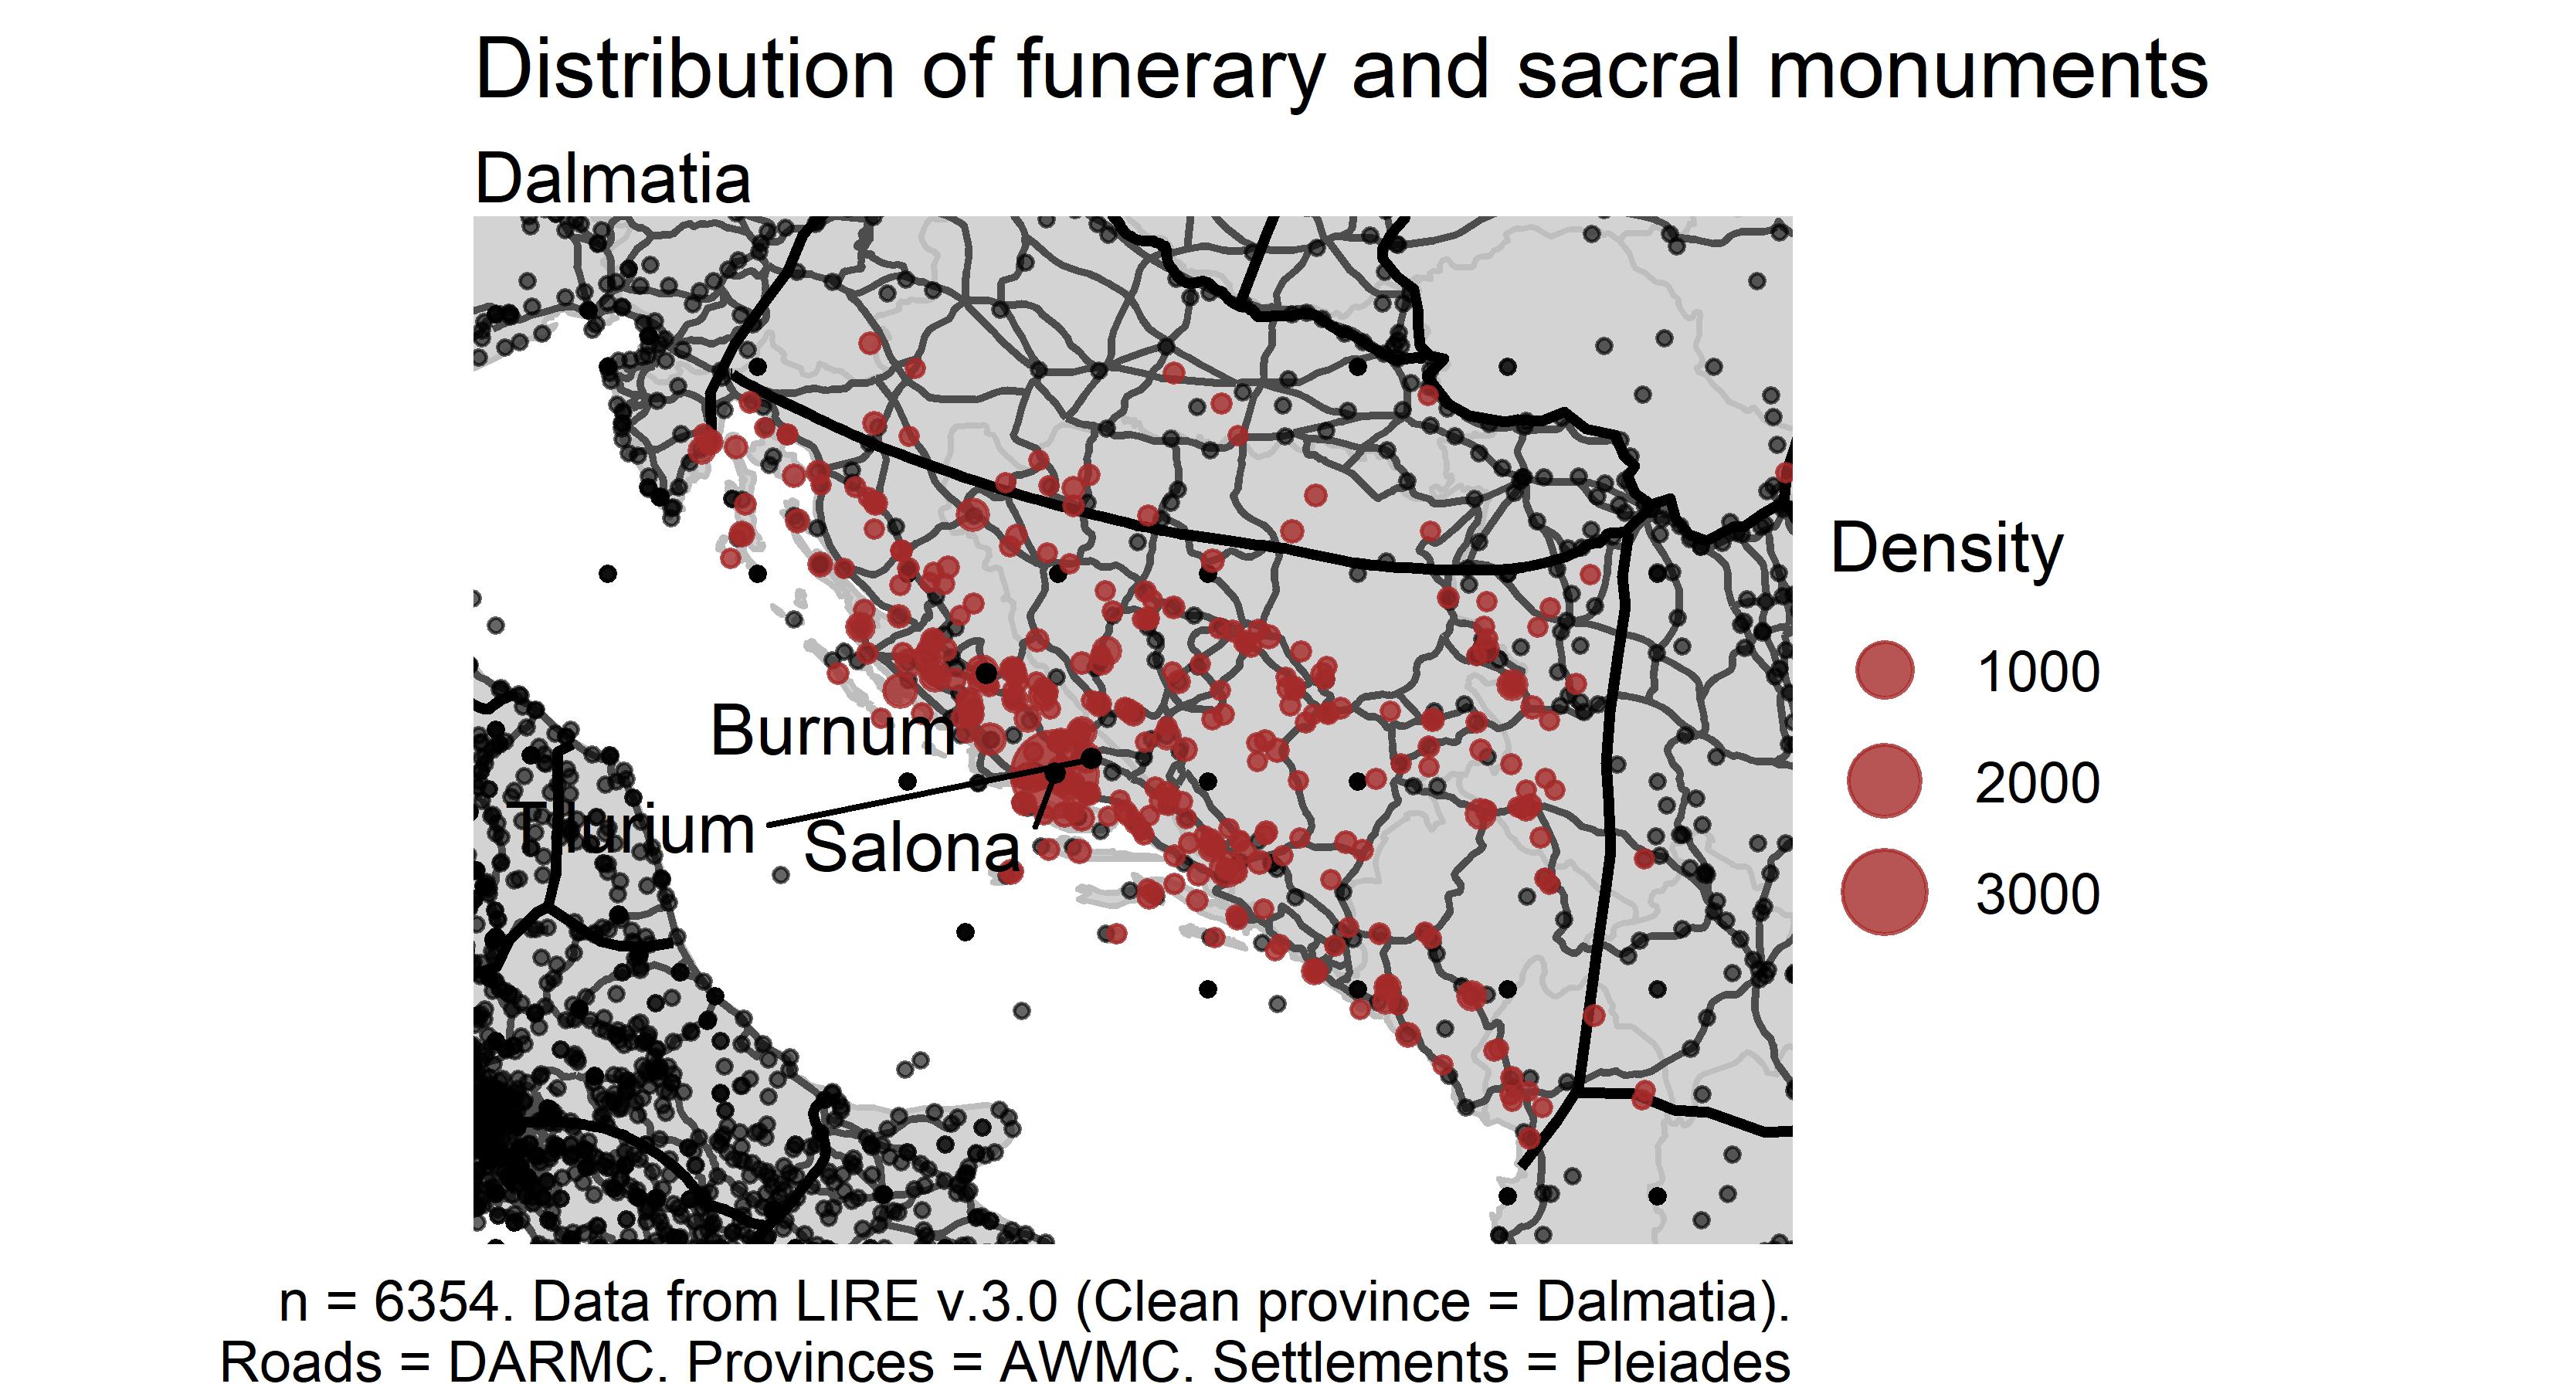 Distribution of funerary and sacral monuments
Dalmatia
Burnum
Tilurium
Salona
Density
1000
2000
3000
n = 6354. Data from LIRE v.3.0 (Clean province = Dalmatia).
Roads = DARMC. Provinces = AWMC. Settlements = Pleiades